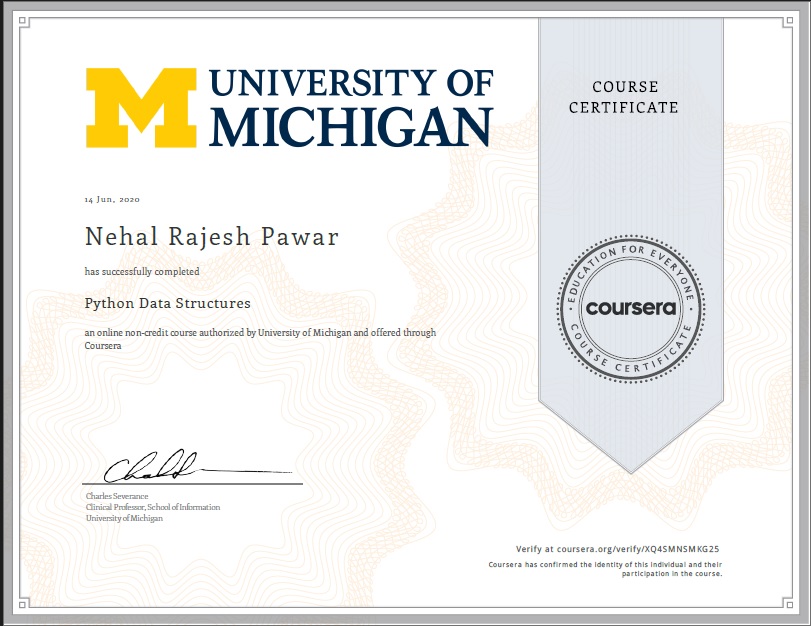 UNIVERSITY OF
MICHIGAN
COURSE
CERTIFICATE
14 Jun, 2020
Nehal Rajesh Pawar
has successfully completed
Python Data Structures
an online non-credit course authorized by University of Michigan and offered through
Coursera
EDUCATION FOR EVERYONE
coursera
COURSE CERTIFICATE
Charles Severance
Clinical Professor, School of Information
University of Michigan
Verify at coursera.org/verify/XQ4SMNSMKG25
Coursera has confirmed the identity of this individual and their
participation in the course.